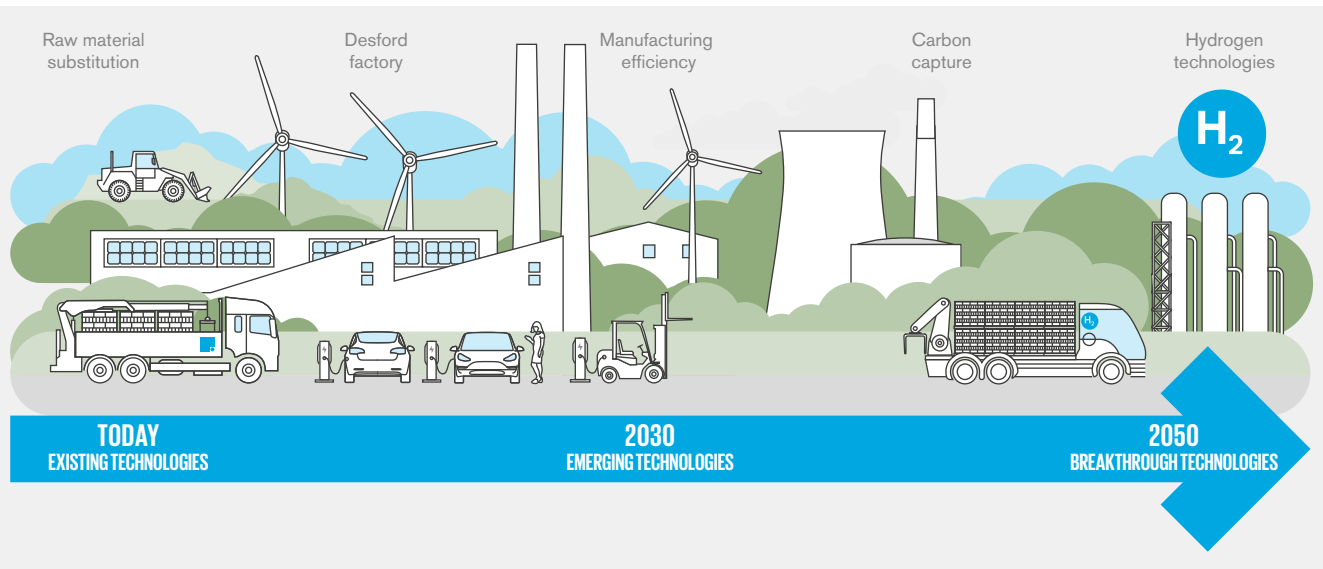 Raw material
substitution
Desford
factory
Manufacturing
efficiency
Carbon
capture
Hydrogen
technologies
H₂
H₂
TODAY
EXISTING TECHNOLOGIES
2030
EMERGING TECHNOLOGIES
2050
BREAKTHROUGH TECHNOLOGIES